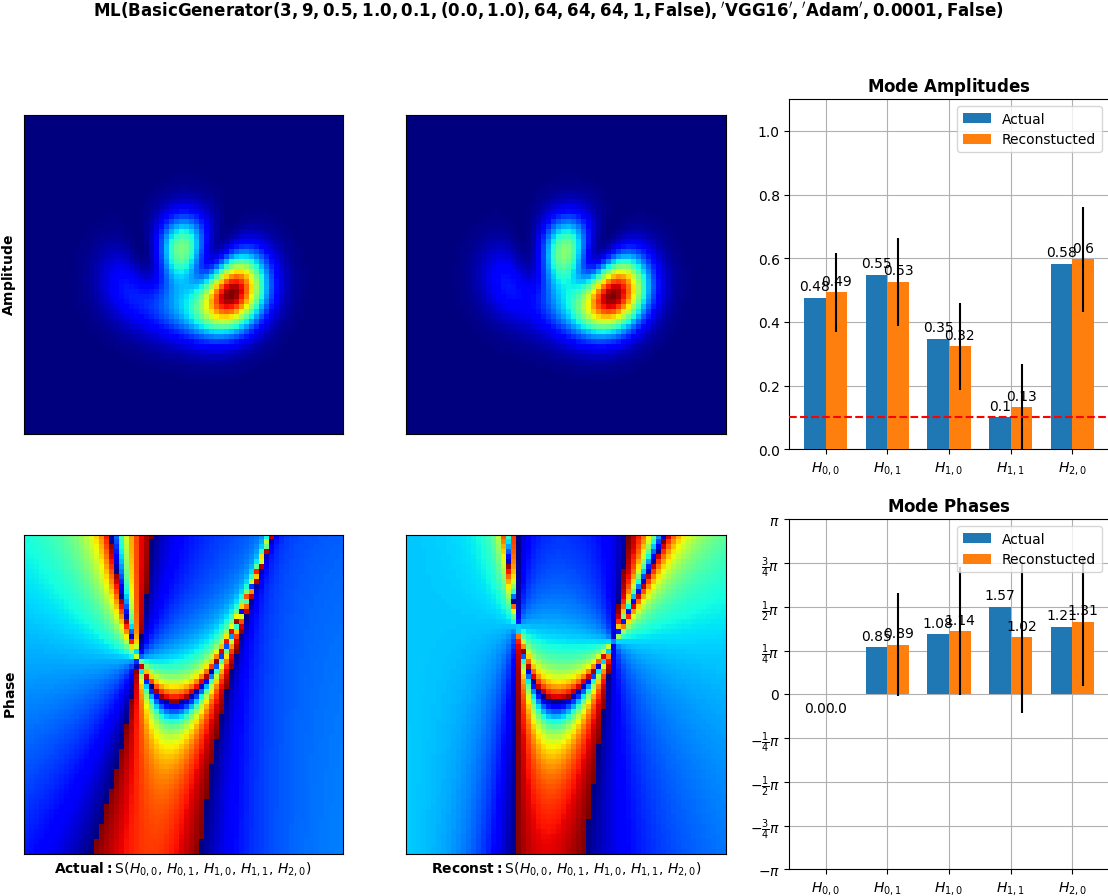 ML(BasicGenerator(3, 9, 0.5, 1.0, 0.1, (0.0, 1.0), 64, 64, 64, 1, False), ′VGG16′, ′Adam′, 0.0001, False)
Amplitude
Mode Amplitudes
Actual
Reconstucted
1.0
0.8
0.6
0.4
0.2
0.0
0.48
0.49
0.55
0.53
0.35
0.32
0.1
0.13
0.58
0.6
H0,0
H0,1
H1,0
H1,1
H2,0
Phase
Actual: S(H0,0, H0,1, H1,0, H1,1, H2,0)
Reconst: S(H0,0, H0,1, H1,0, H1,1, H2,0)
Mode Phases
Actual
Reconstucted
π
3/4π
1/2π
1/4π
0
−1/4π
−1/2π
−3/4π
−π
0.0
0.0
0.85
0.89
1.08
1.14
1.57
1.02
1.21
1.31
H0,0
H0,1
H1,0
H1,1
H2,0